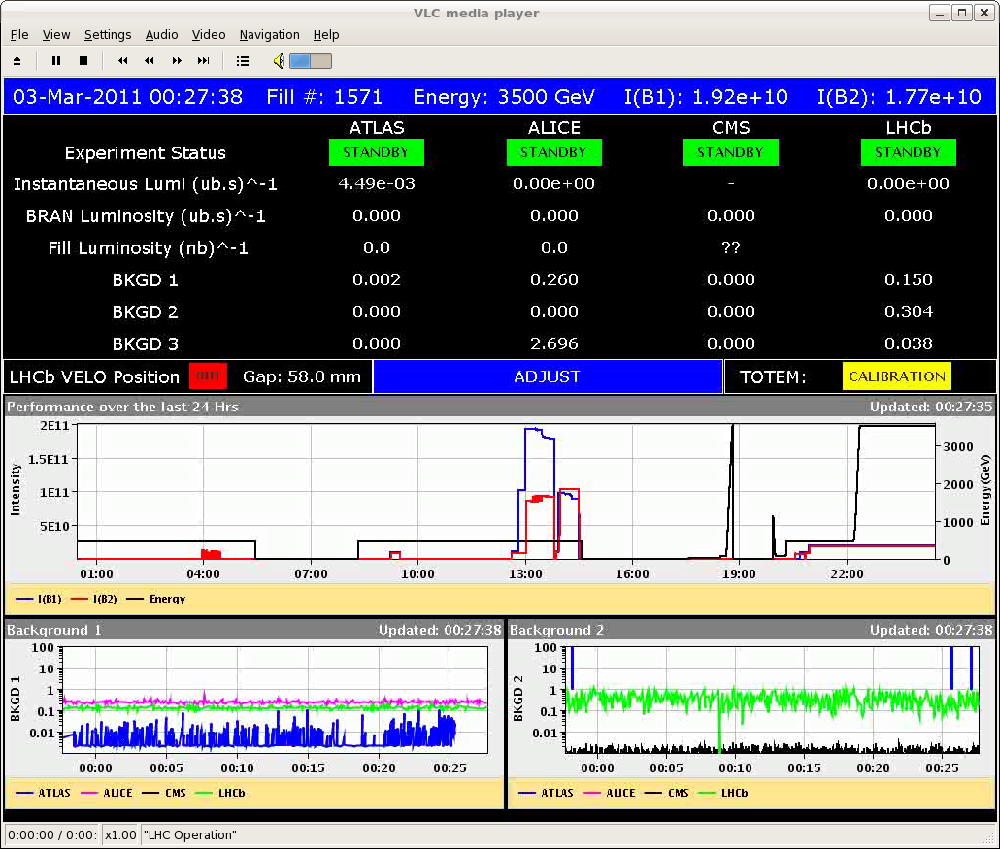 VLC media player
File View Settings Audio Video Navigation Help
03-Mar-2011 00:27:38 Fill #: 1571 Energy: 3500 GeV I(B1): 1.92e+10 I(B2): 1.77e+10
ATLAS ALICE CMS LHCb
Experiment Status STANDBY STANDBY STANDBY STANDBY
Instantaneous Lumi (ub.s)^-1 4.49e-03 0.00e+00 - 0.00e+00
BRAN Luminosity (ub.s)^-1 0.000 0.000 0.000 0.000
Fill Luminosity (nb)^-1 0.0 0.0 ??
BKGD 1 0.002 0.260 0.000 0.150
BKGD 2 0.000 0.000 0.000 0.304
BKGD 3 0.000 2.696 0.000 0.038
LHCb VELO Position OUT Gap: 58.0 mm ADJUST TOTEM: CALIBRATION
Performance over the last 24 Hrs Updated: 00:27:35
Intensity
2E11
1.5E11
1E11
5E10
3000
2000
1000
0
Energy(GeV)
01:00 04:00 07:00 10:00 13:00 16:00 19:00 22:00
I(B1) I(B2) Energy
Background 1 Updated: 00:27:38
BKGD 1
100
10
1
0.1
0.01
00:00 00:05 00:10 00:15 00:20 00:25
ATLAS ALICE CMS LHCb
Background 2 Updated: 00:27:38
BKGD 2
100
10
1
0.1
0.01
00:00 00:05 00:10 00:15 00:20 00:25
ATLAS ALICE CMS LHCb
0:00:00 / 0:00: x1.00 "LHC Operation"